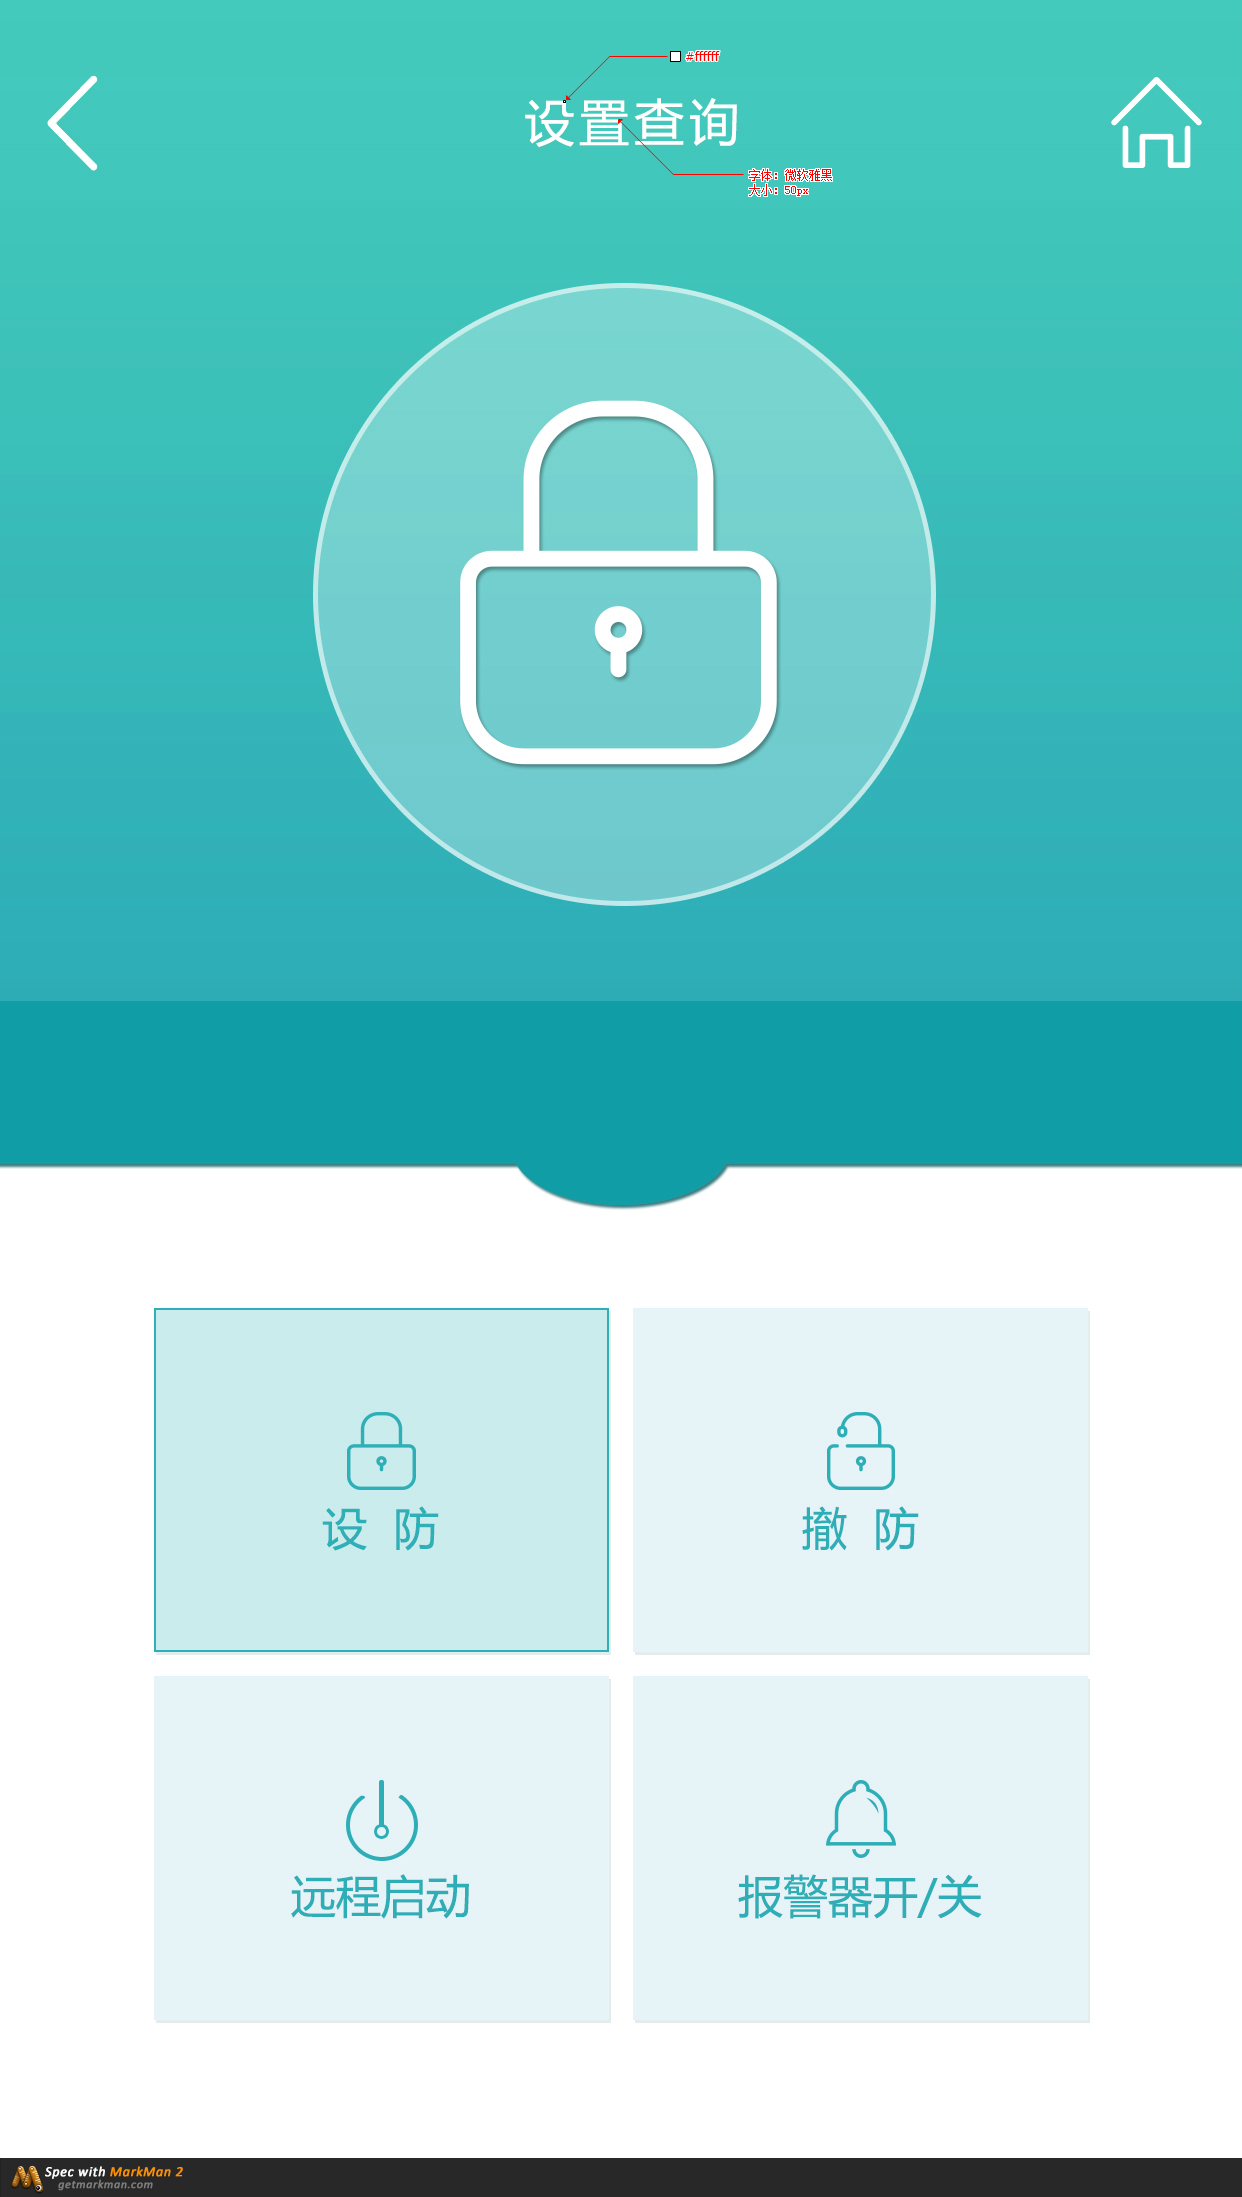 #ffffff
设置查询
字体：微软雅黑
大小：50px
设 防
撤 防
远程启动
报警器开/关
Spec with MarkMan 2
getmarkman.com